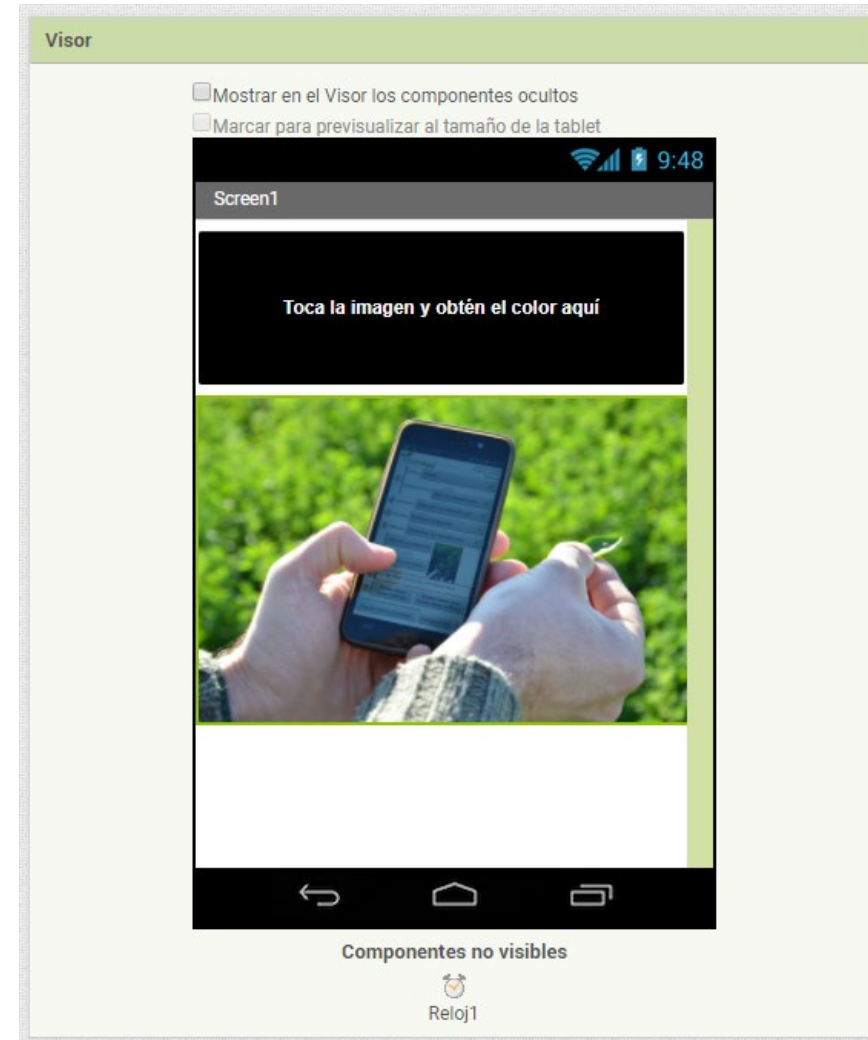 Visor
Mostrar en el Visor los componentes ocultos
Marcar para previsualizar al tamaño de la tablet
9:48
Screen1
Toca la imagen y obtén el color aquí
Componentes no visibles
Reloj1